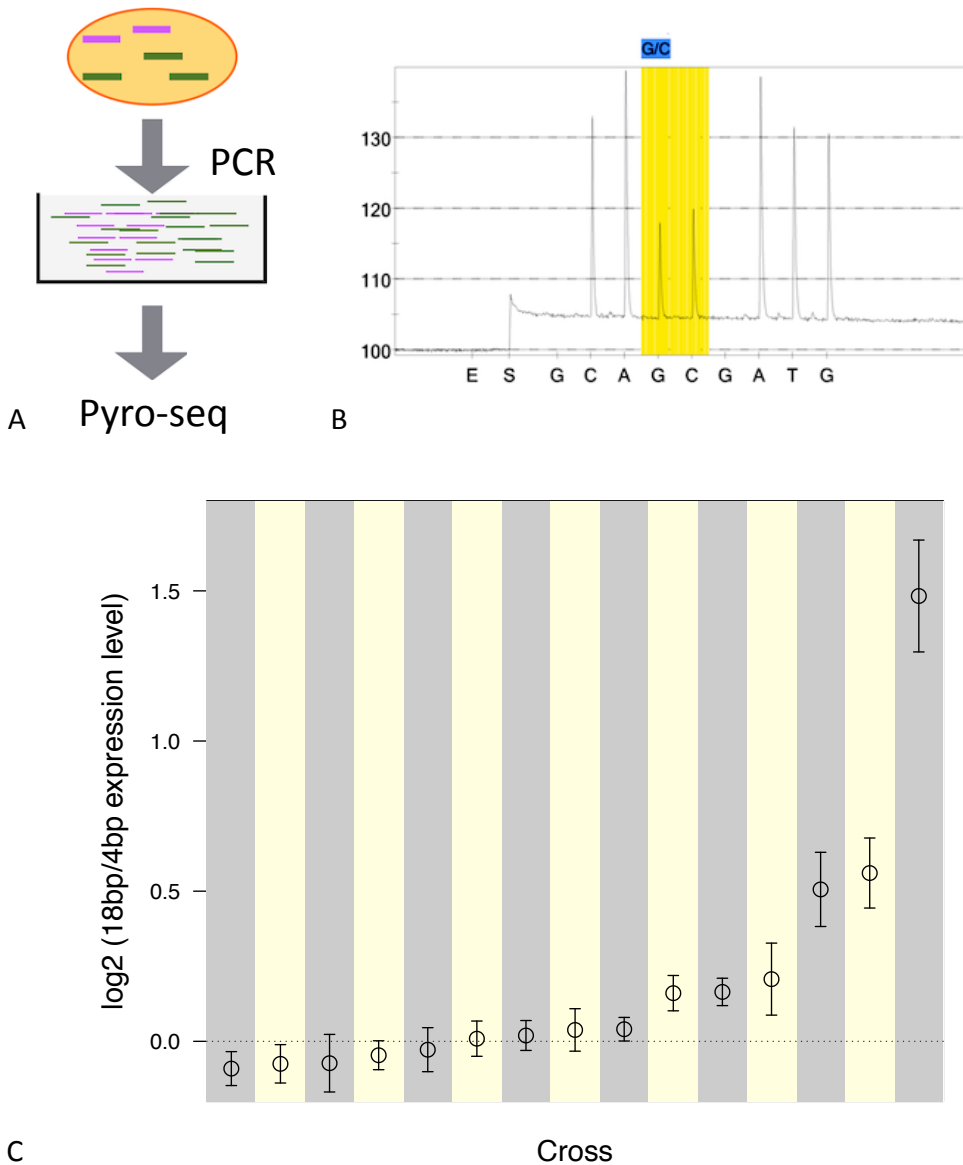 PCR
Pyro-seq
A
G/C
130
120
110
100
E S G C A G C G A T G
B
log2 (18bp/4bp expression level)
1.5
1.0
0.5
0.0
Cross
C